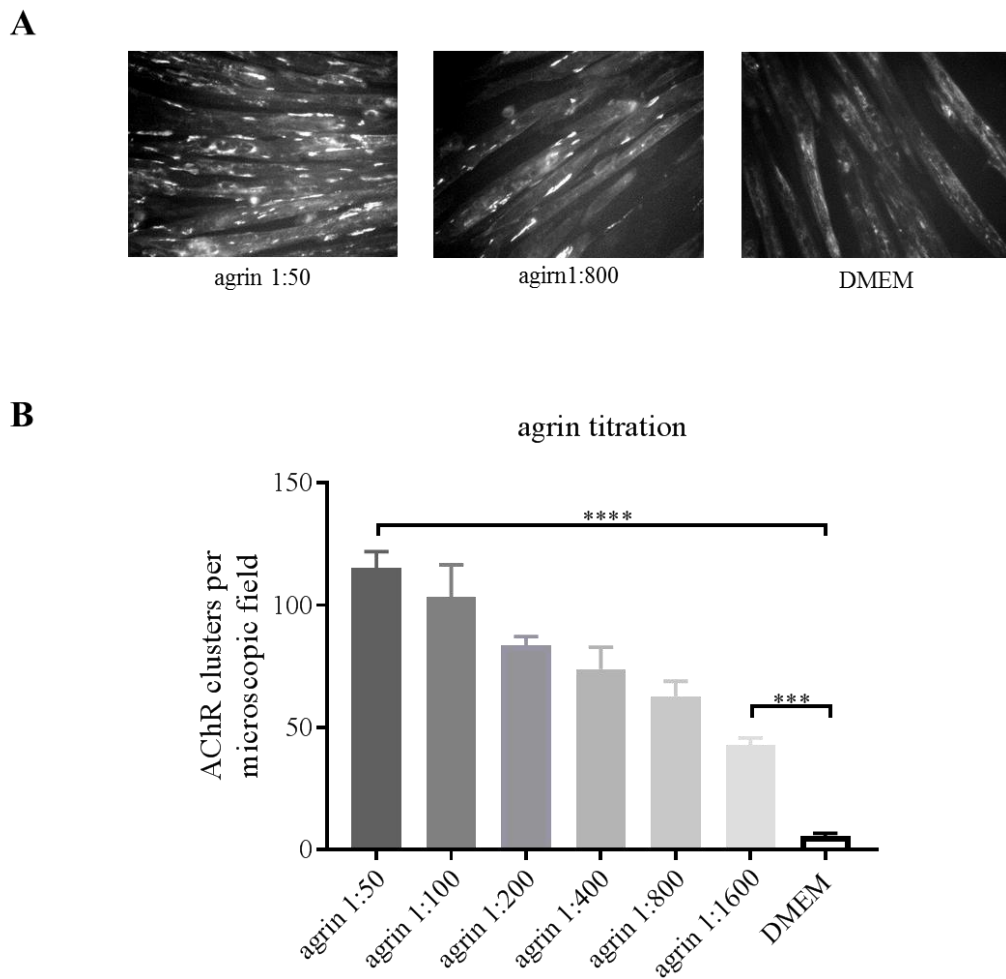 A
agrin 1:50
agirn1:800
DMEM
B
agrin titration
AChR clusters per
microscopic field
150
100
50
0
****
***
agrin 1:50
agrin 1:100
agrin 1:200
agrin 1:400
agrin 1:800
agrin 1:1600
DMEM